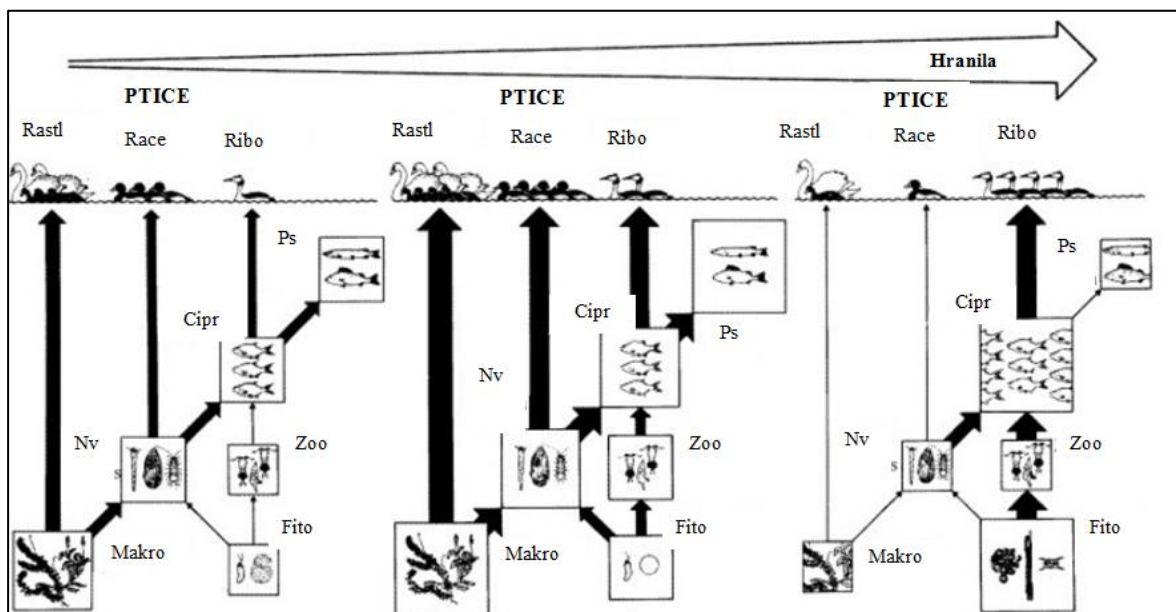 Hranila
PTICE PTICE PTICE
Rastl Race Ribo Rastl Race Ribo Rastl Race Ribo
Ps Ps
Cipr Cipr Cipr
Ps
Nv
Nv Zoo Zoo Nv Zoo
s s
Fito Fito Fito
Makro Makro Makro